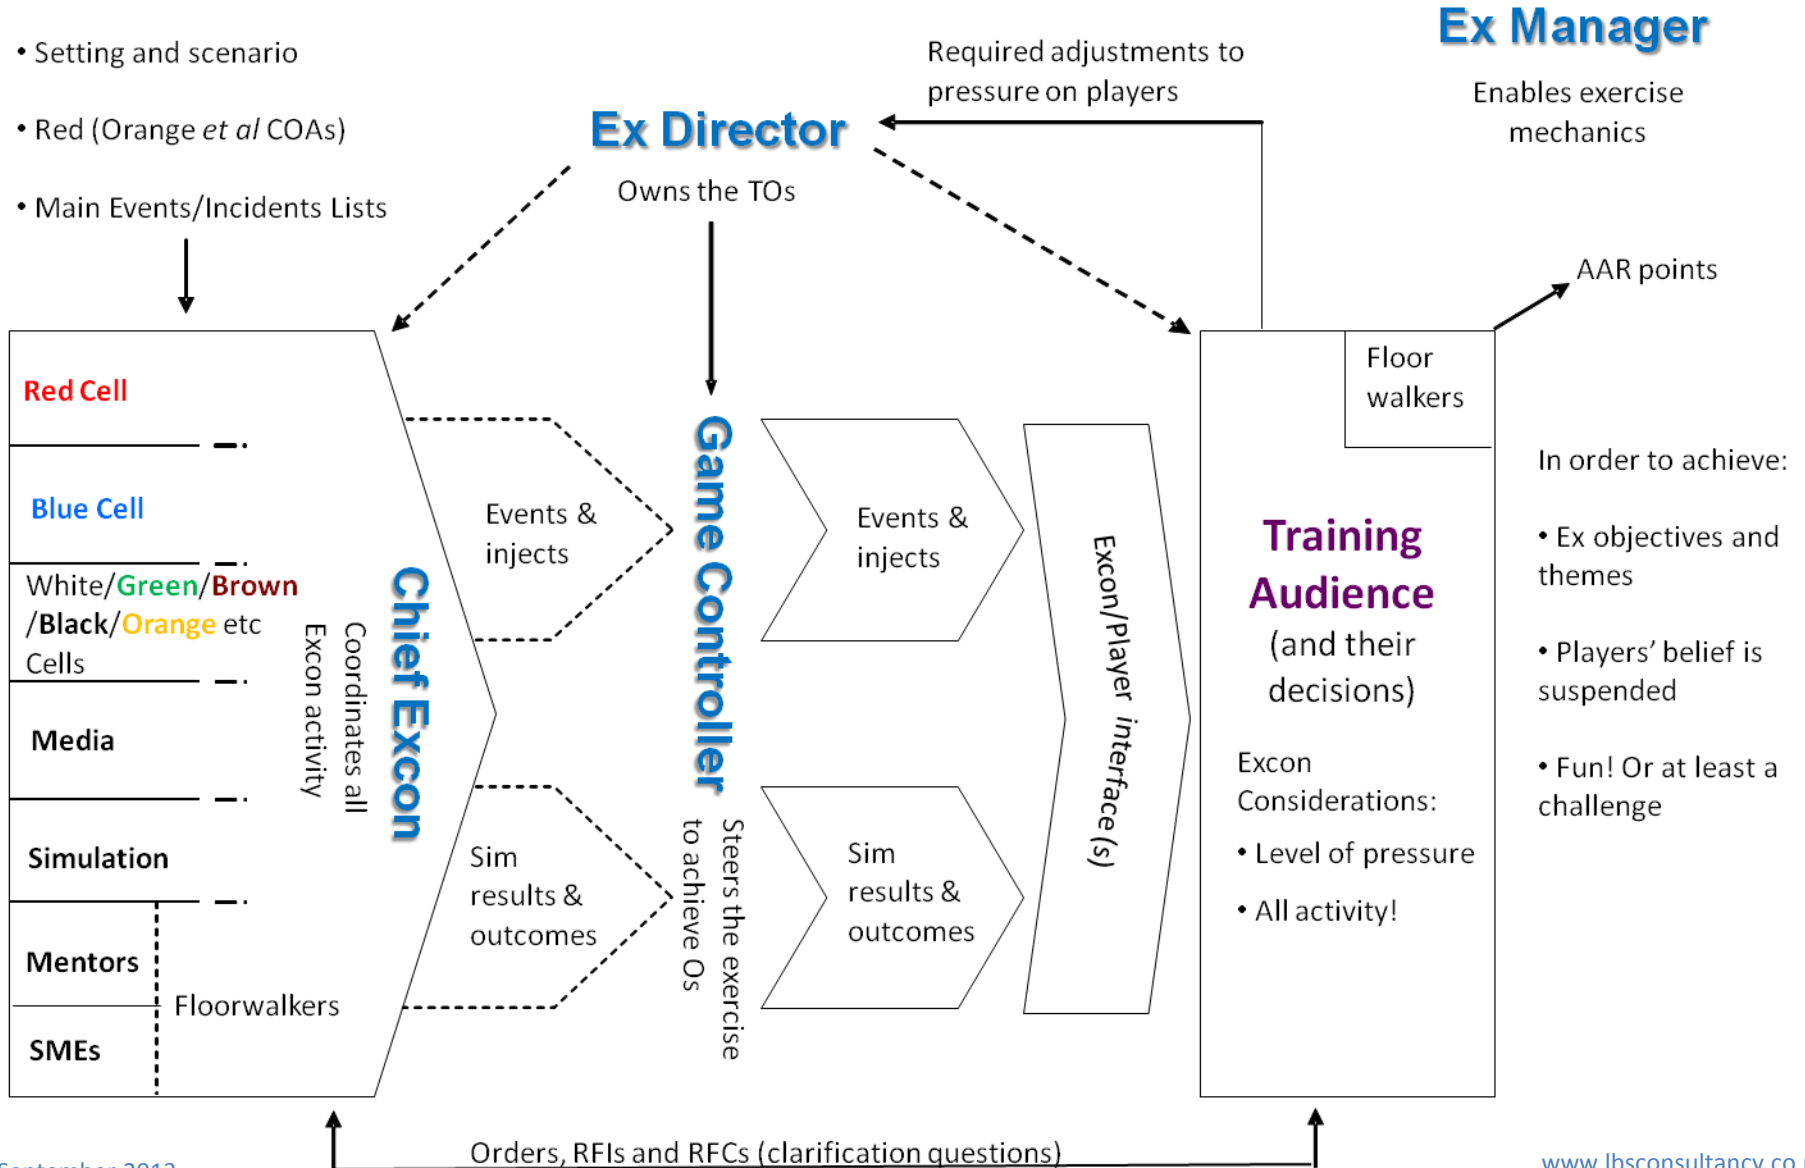 Ex Manager
Enables exercise
mechanics
• Setting and scenario
• Red (Orange et al COAs)
• Main Events/Incidents Lists
Ex Director
Owns the TOs
Required adjustments to
pressure on players
AAR points
Red Cell
Blue Cell
White/Green/Brown
/Black/Orange etc
Cells
Media
Simulation
Mentors
SMEs
Floorwalkers
Chief Excon
Coordinates all
Excon activity
Events &
injects
Sim
results &
outcomes
Game Controller
Steers the exercise
to achieve Os
Events &
injects
Sim
results &
outcomes
Excon/Player interface(s)
Floor
walkers
Training
Audience
(and their
decisions)
Excon
Considerations:
• Level of pressure
• All activity!
In order to achieve:
• Ex objectives and
themes
• Players’ belief is
suspended
• Fun! Or at least a
challenge
Orders, RFIs and RFCs (clarification questions)
September 2012
www.lbsconsultancy.co